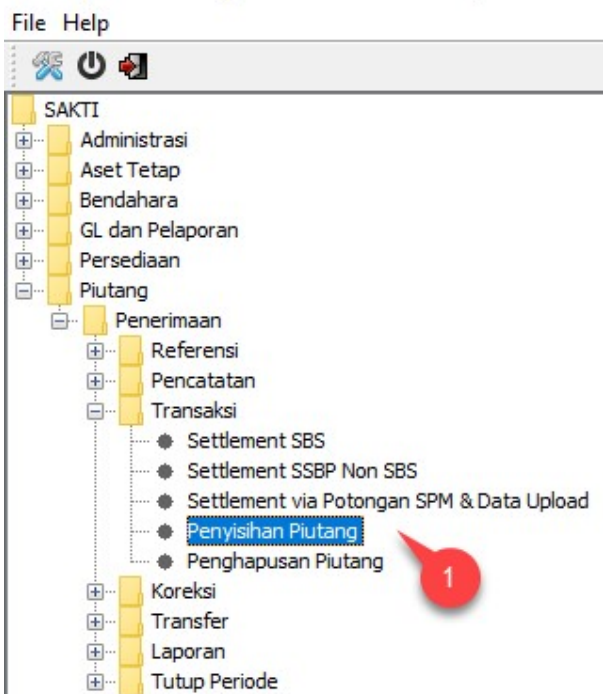 File Help
SAKTI
Administrasi
Aset Tetap
Bendahara
GL dan Pelaporan
Persediaan
Piutang
Penerimaan
Referensi
Pencatatan
Transaksi
Settlement SBS
Settlement SSBP Non SBS
Settlement via Potongan SPM & Data Upload
Penyisihan Piutang
1
Penghapusan Piutang
Koreksi
Transfer
Laporan
Tutup Periode